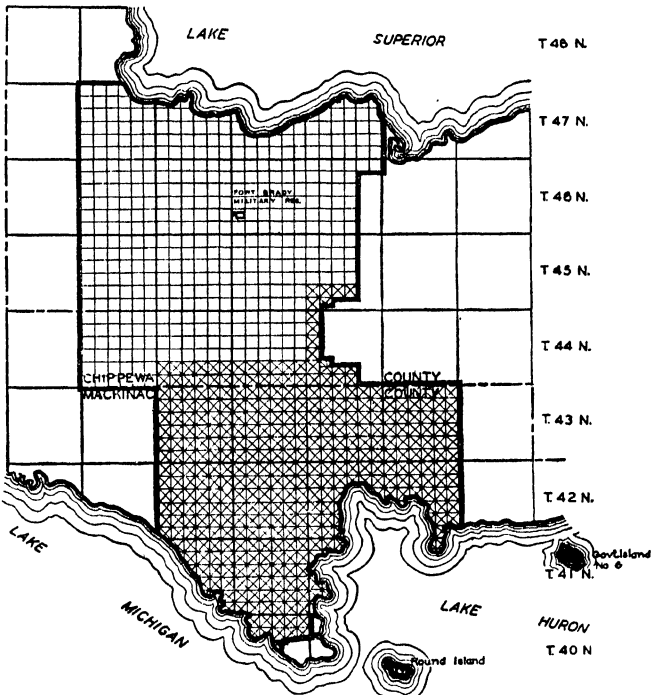 LAKE SUPERIOR
T 48 N.
T 47 N.
FORT BRADY
MILITARY RES.
T 46 N.
T 45 N.
T. 44 N.
CHIPPEWA COUNTY
MACKINAC COUNTY
T. 43 N.
T. 42 N.
LAKE MICHIGAN
Govt. Island
No 6
T 41 N.
LAKE HURON
T. 40 N
Round Island